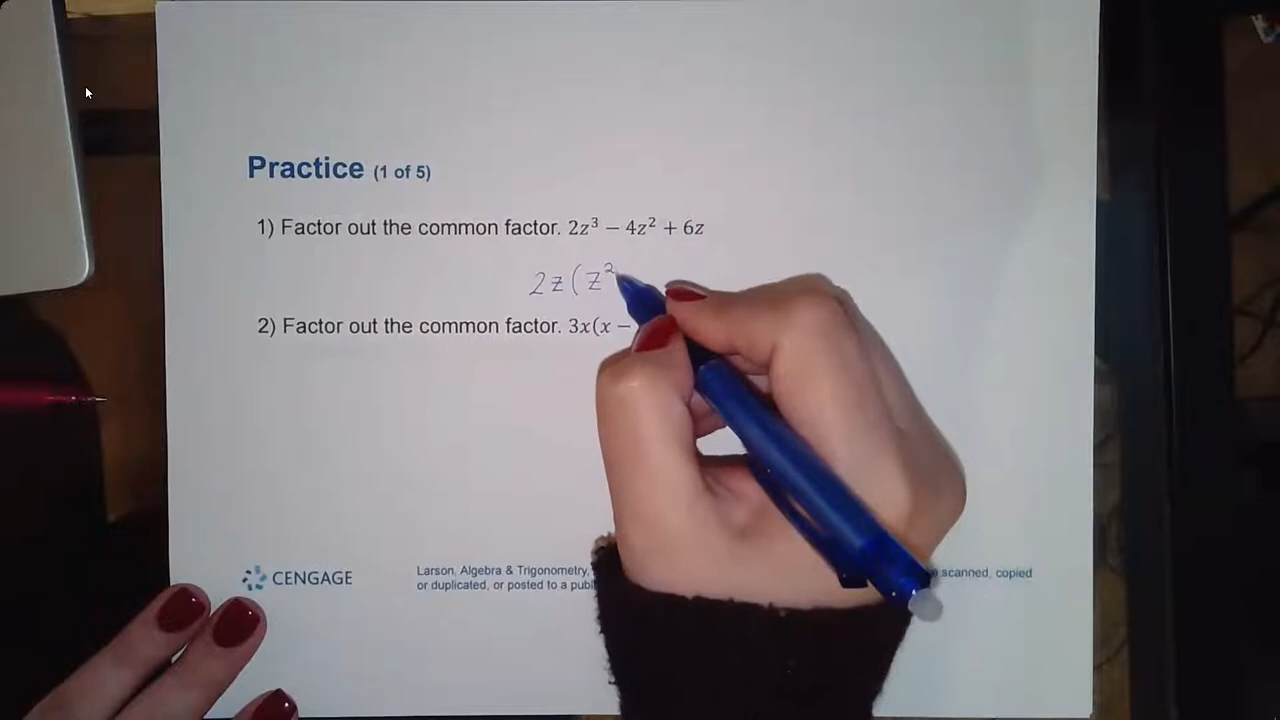 Practice (1 of 5)
1) Factor out the common factor. 2z³ − 4z² + 6z
2z(z²
2) Factor out the common factor. 3x(x −
CENGAGE
Larson, Algebra & Trigonometry, scanned, copied
or duplicated, or posted to a publ